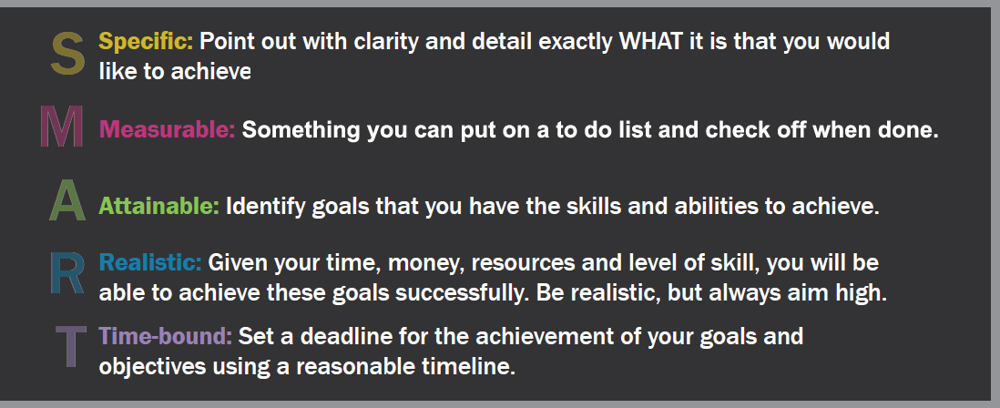 S Specific: Point out with clarity and detail exactly WHAT it is that you would
like to achieve
M Measurable: Something you can put on a to do list and check off when done.
A Attainable: Identify goals that you have the skills and abilities to achieve.
R Realistic: Given your time, money, resources and level of skill, you will be
able to achieve these goals successfully. Be realistic, but always aim high.
T Time-bound: Set a deadline for the achievement of your goals and
objectives using a reasonable timeline.